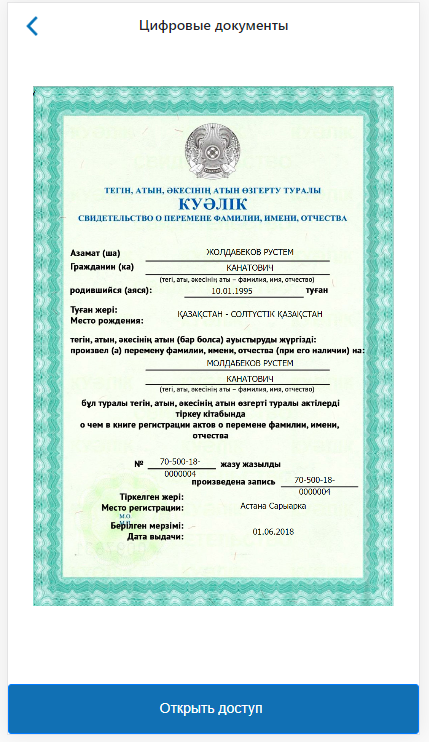 Цифровые документы
ТЕГІН, АТЫН, ӘКЕСІНІҢ АТЫН ӨЗГЕРТУ ТУРАЛЫ
КУӘЛІК
СВИДЕТЕЛЬСТВО О ПЕРЕМЕНЕ ФАМИЛИИ, ИМЕНИ, ОТЧЕСТВА
Азамат (ша) ЖОЛДАБЕКОВ РУСТЕМ
Гражданин (ка) КАНАТОВИЧ
(тегі, аты, әкесінің аты – фамилия, имя, отчество)
родившийся (аяся): 10.01.1995 туған
Туған жері: ҚАЗАҚСТАН - СОЛТҮСТІК ҚАЗАҚСТАН
Место рождения:
тегін, атын, әкесінің атын (бар болса) ауыстыруды жүргізді:
произвел (а) перемену фамилии, имени, отчества (при его наличии) на:
МОЛДАБЕКОВ РУСТЕМ
КАНАТОВИЧ
(тегі, аты, әкесінің аты – фамилия, имя, отчество)
бұл туралы тегін, атын, әкесінің атын өзгерті туралы актілерді
тіркеу кітабында
о чем в книге регистрации актов о перемене фамилии, имени,
отчества
№ 70-500-18-0000004 жазу жазылды
произведена запись 70-500-18-0000004
Тіркелген жері:
Место регистрации: Астана Сарыарка
М.О.
Берілген мерзімі:
Дата выдачи: 01.06.2018
Открыть доступ